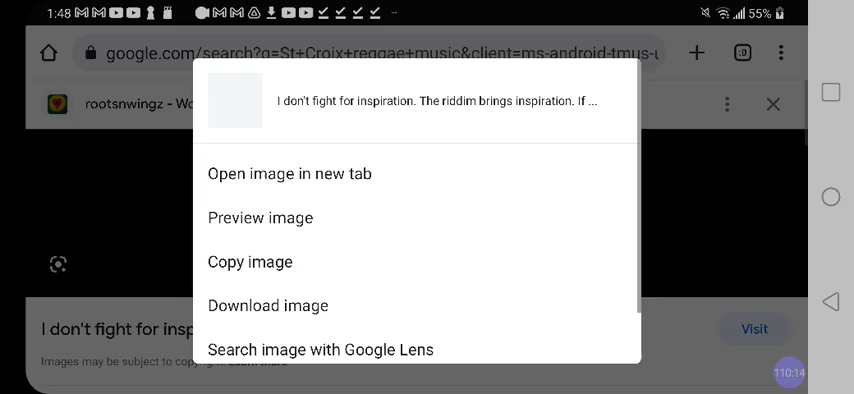 1:48
55%
google.com/search?q=St+Croix+reggae+music&client=ms-android-tmus-u
:D
rootsnwingz - Wo
I don't fight for inspiration. The riddim brings inspiration. If ...
Open image in new tab
Preview image
Copy image
Download image
Search image with Google Lens
I don't fight for insp
Visit
Images may be subject to copyright.
110:14